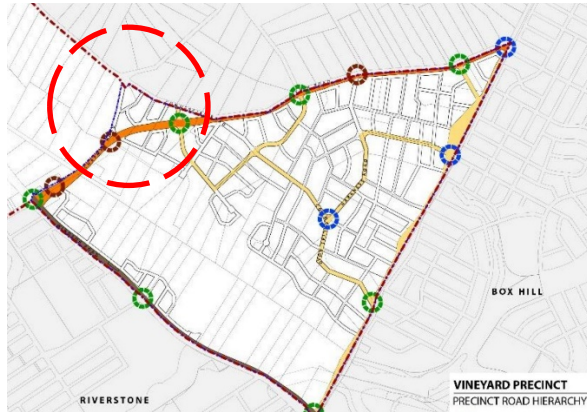 BOX HILL
RIVERSTONE
VINEYARD PRECINCT
PRECINCT ROAD HIERARCHY